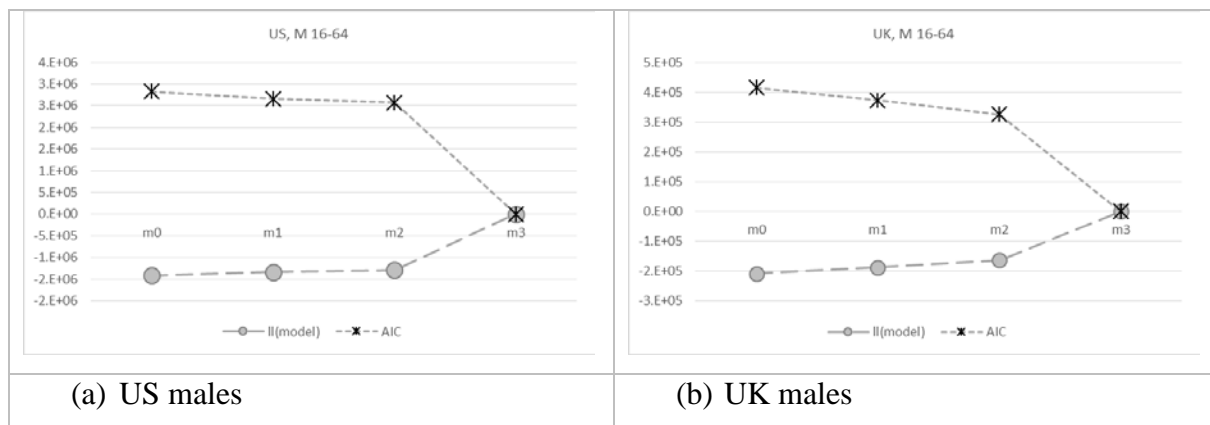 US, M 16-64
4.E+06
3.E+06
3.E+06
2.E+06
2.E+06
1.E+06
5.E+05
0.E+00
-5.E+05
-1.E+06
-2.E+06
-2.E+06
m0 m1 m2 m3
ll(model) AIC
UK, M 16-64
5.E+05
4.E+05
3.E+05
2.E+05
1.E+05
0.E+00
-1.E+05
-2.E+05
-3.E+05
m0 m1 m2 m3
ll(model) AIC
(a) US males
(b) UK males